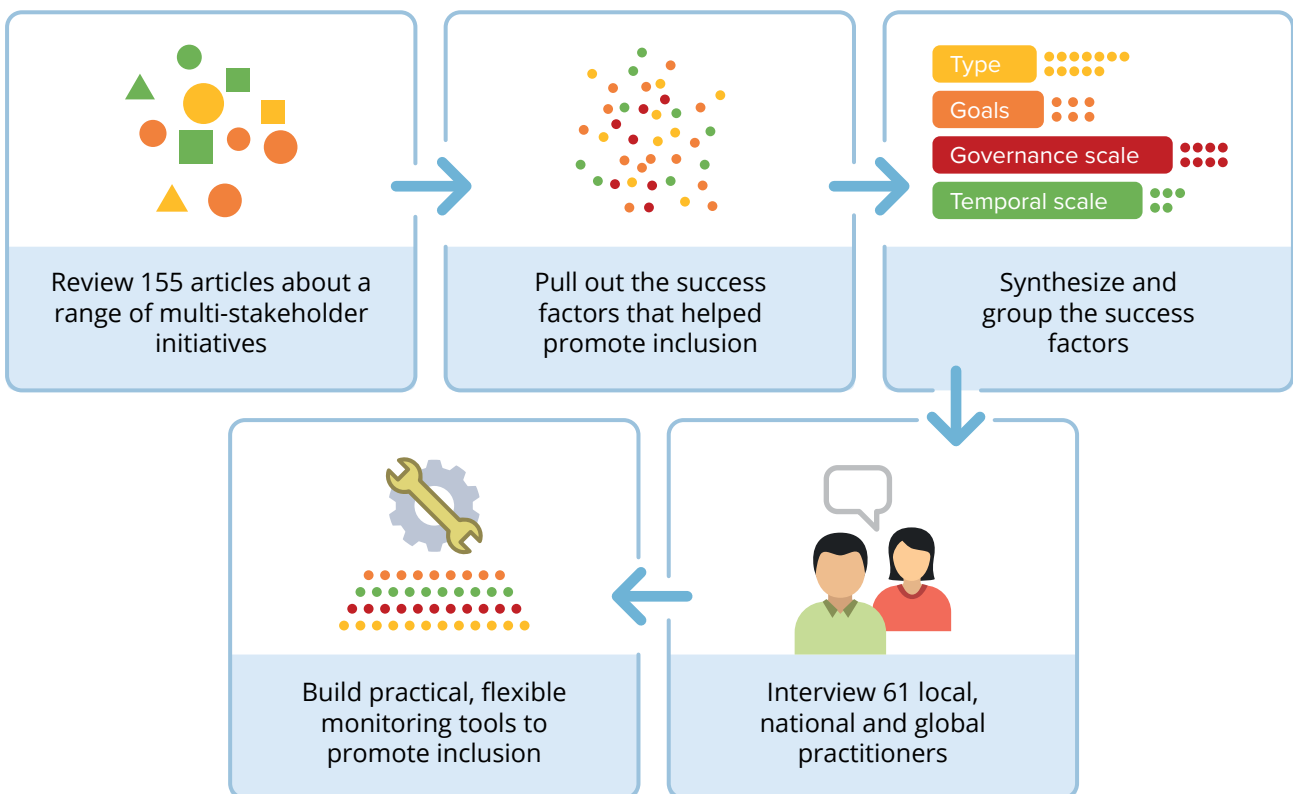 Review 155 articles about a
range of multi-stakeholder
initiatives
Pull out the success
factors that helped
promote inclusion
Type
Goals
Governance scale
Temporal scale
Synthesize and
group the success
factors
Interview 61 local,
national and global
practitioners
Build practical, flexible
monitoring tools to
promote inclusion